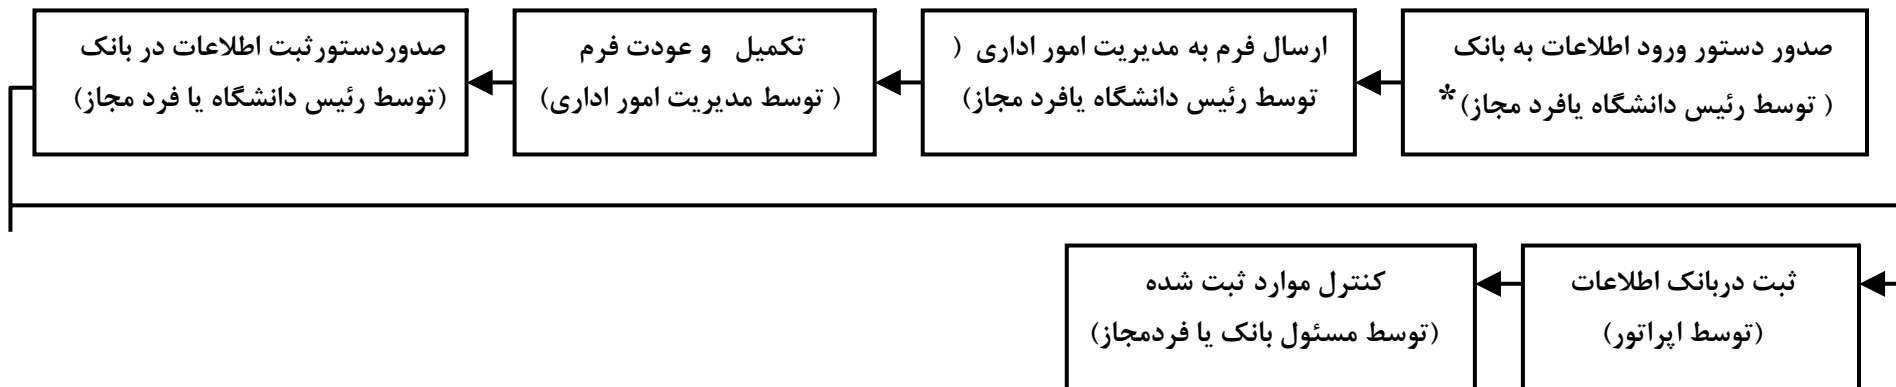 صدور دستور ورود اطلاعات به بانک
( توسط رئیس دانشگاه یافرد مجاز)*
ارسال فرم به مدیریت امور اداری (
توسط رئیس دانشگاه یافرد مجاز)
تکمیل و عودت فرم
( توسط مدیریت امور اداری)
صدوردستورثبت اطلاعات در بانک
(توسط رئیس دانشگاه یا فرد مجاز)
ثبت دربانک اطلاعات
(توسط اپراتور)
کنترل موارد ثبت شده
(توسط مسئول بانک یا فردمجاز)